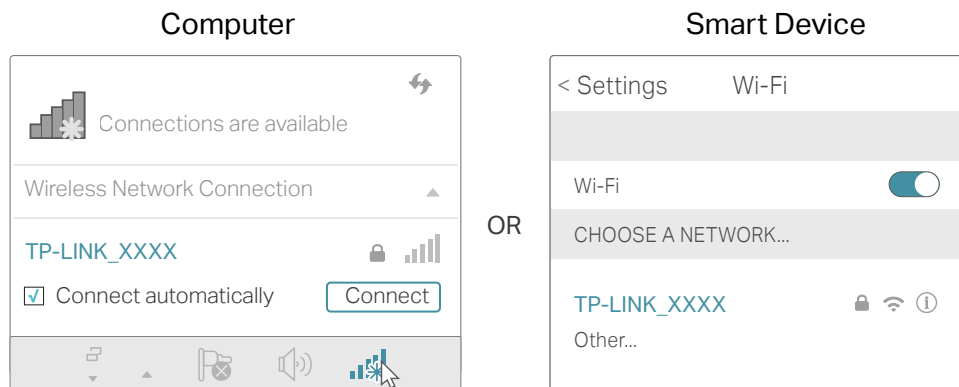 Computer
Connections are available
Wireless Network Connection
TP-LINK_XXXX
Connect automatically
Connect
OR
Smart Device
< Settings
Wi-Fi
Wi-Fi
CHOOSE A NETWORK...
TP-LINK_XXXX
Other...